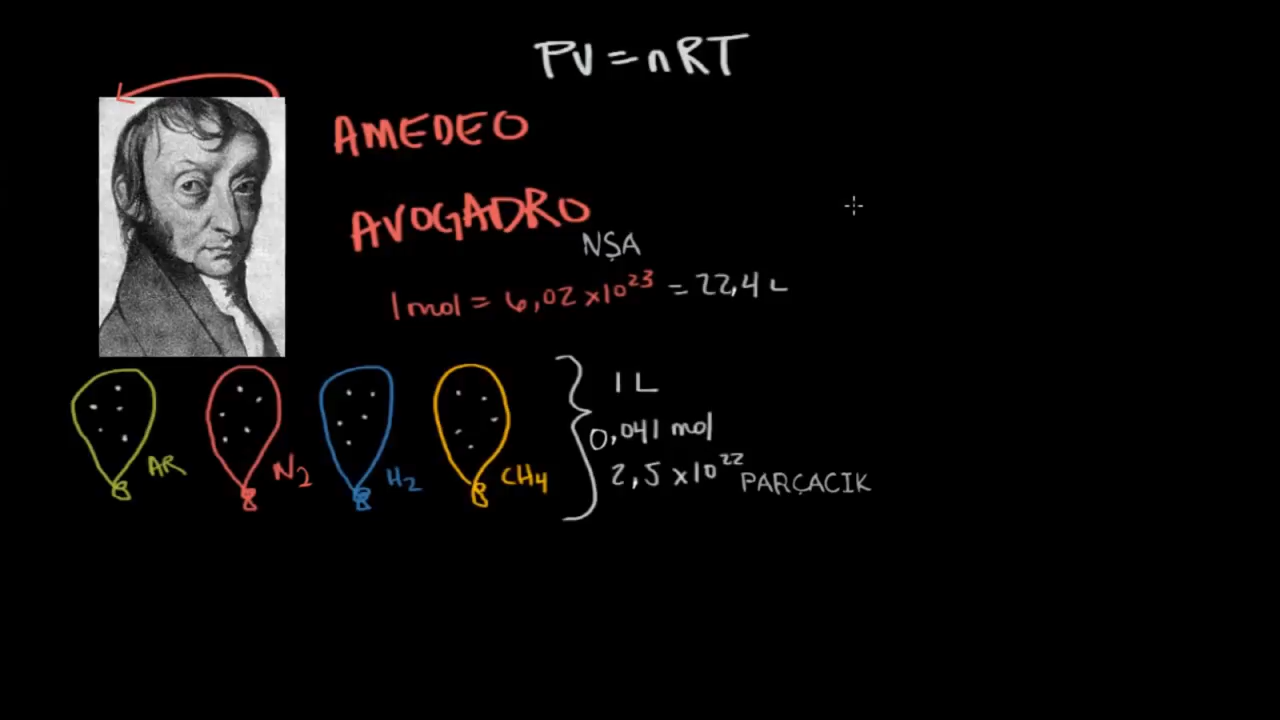 PV = nRT
AMEDEO
AVOGADRO
NŞA
1 mol = 6,02 x 10²³ = 22,4 L
1 L
0,041 mol
2,5 x 10²² PARÇACIK
AR N₂ H₂ CH₄